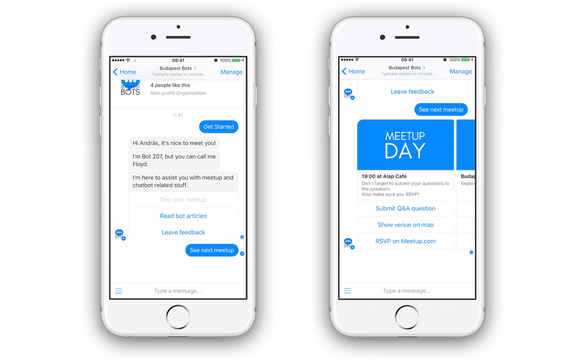 09:41
100%
Home
Budapest Bots
Typically replies in minutes
Manage
BOTS
4 people like this
Non-profit Organisation
11:41
Get Started
Hi András, it's nice to meet you!
I'm Bot 207, but you can call me
Floyd.
I'm here to assist you with meetup and
chatbot related stuff.
See next meetup
Read bot articles
Leave feedback
See next meetup
Type a message...
09:41
100%
Home
Budapest Bots
Typically replies in minutes
Manage
Leave feedback
See next meetup
MEETUP
DAY
19:00 at Alap Café
Don't forget to submit your questions to
the speakers.
Also make sure you RSVP!
Budap
Septem
Submit Q&A question
Show venue on map
RSVP on Meetup.com
Type a message...